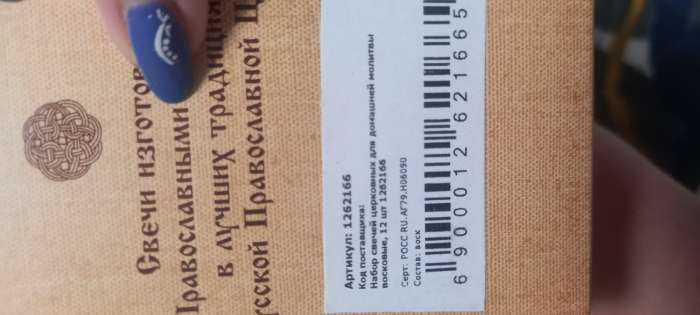 Свечи изготов
Православными
в лучших традиция
усской Православной Ц
Артикул: 1262166
Код поставщика:
Набор свечей церковных для домашней молитвы
восковые, 12 шт 1262166
Серт: РОСС RU.АГ79.Н06090
Состав: воск
6 900012 621665